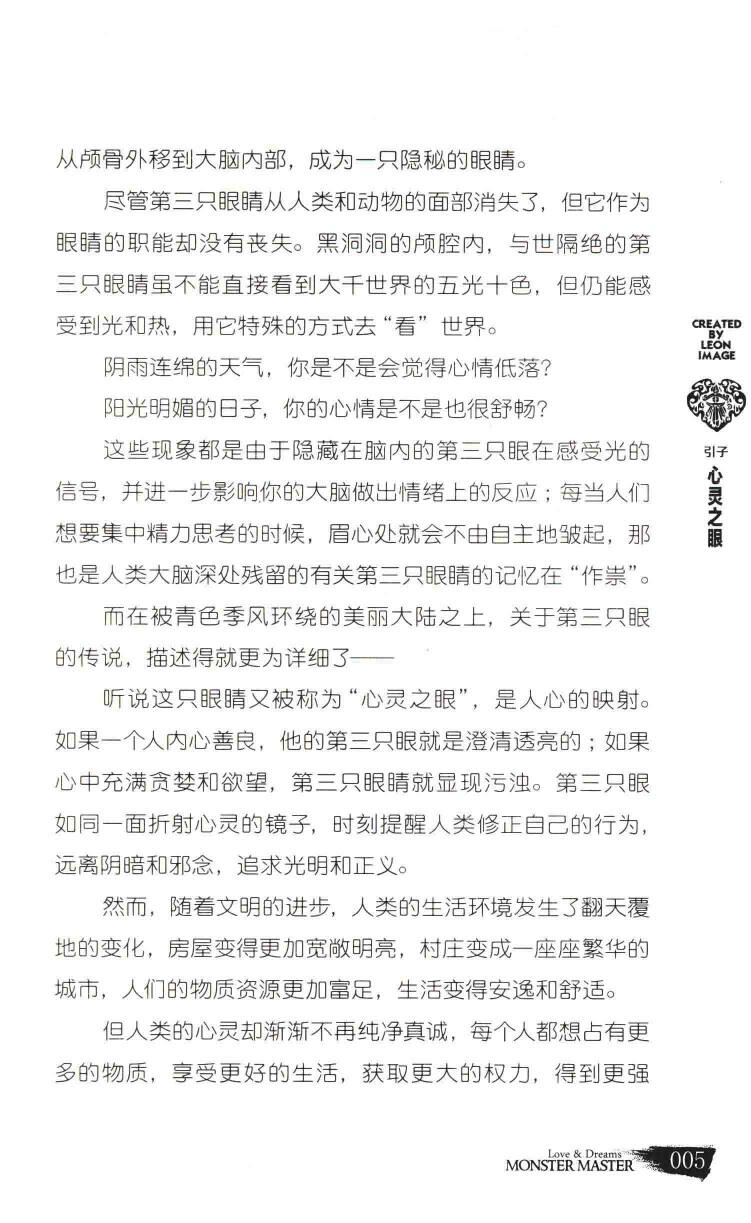 从颅骨外移到大脑内部，成为一只隐秘的眼睛。
尽管第三只眼睛从人类和动物的面部消失了，但它作为
眼睛的职能却没有丧失。黑洞洞的颅腔内，与世隔绝的第
三只眼睛虽不能直接看到大千世界的五光十色，但仍能感
受到光和热，用它特殊的方式去“看”世界。
阴雨连绵的天气，你是不是会觉得心情低落？
阳光明媚的日子，你的心情是不是也很舒畅？
这些现象都是由于隐藏在脑内的第三只眼在感受光的
信号，并进一步影响你的大脑做出情绪上的反应；每当人们
想要集中精力思考的时候，眉心处就会不由自主地皱起，那
也是人类大脑深处残留的有关第三只眼睛的记忆在“作祟”。
而在被青色季风环绕的美丽大陆之上，关于第三只眼
的传说，描述得就更为详细了——
听说这只眼睛又被称为“心灵之眼”，是人心的映射。
如果一个人内心善良，他的第三只眼就是澄清透亮的；如果
心中充满贪婪和欲望，第三只眼睛就显现污浊。第三只眼
如同一面折射心灵的镜子，时刻提醒人类修正自己的行为，
远离阴暗和邪念，追求光明和正义。
然而，随着文明的进步，人类的生活环境发生了翻天覆
地的变化，房屋变得更加宽敞明亮，村庄变成一座座繁华的
城市，人们的物质资源更加富足，生活变得安逸和舒适。
但人类的心灵却渐渐不再纯净真诚，每个人都想占有更
多的物质，享受更好的生活，获取更大的权力，得到更强
CREATED
BY
LEON
IMAGE
引子
心灵之眼
Love & Dreams
MONSTER MASTER
005